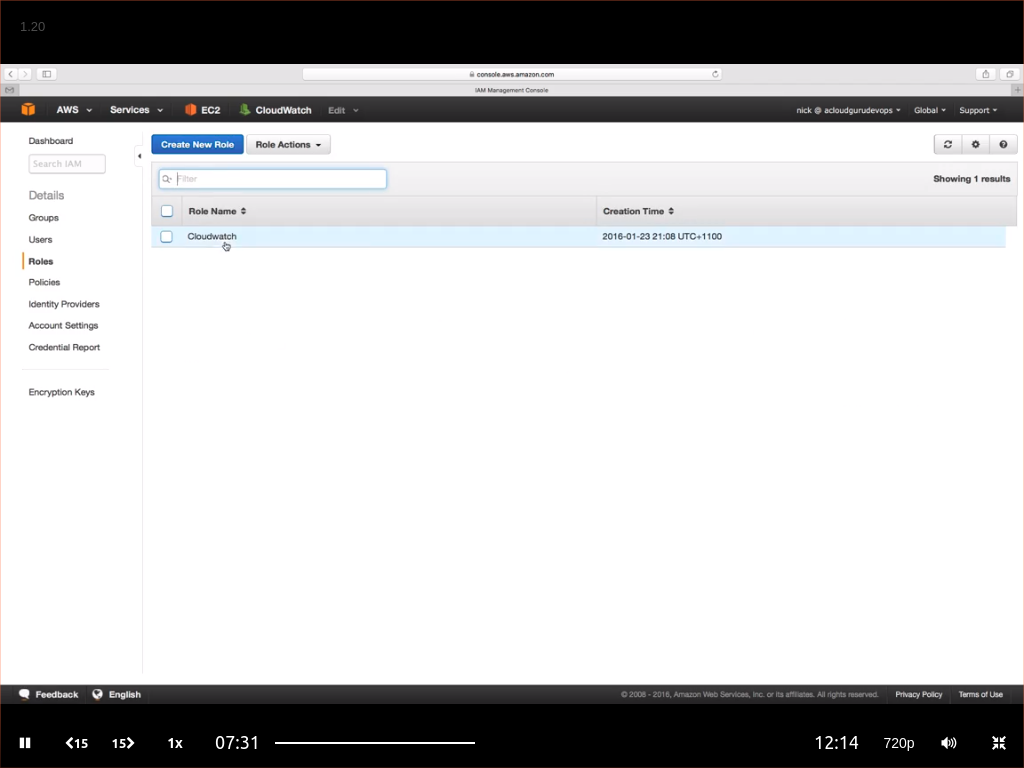 1.20
console.aws.amazon.com
IAM Management Console
AWS Services EC2 CloudWatch Edit nick @ acloudgurudevops Global Support
Dashboard
Create New Role Role Actions
Search IAM
Filter
Showing 1 results
Details
Role Name Creation Time
Groups
Cloudwatch 2016-01-23 21:08 UTC+1100
Users
Roles
Policies
Identity Providers
Account Settings
Credential Report
Encryption Keys
Feedback English © 2008 - 2016, Amazon Web Services, Inc. or its affiliates. All rights reserved. Privacy Policy Terms of Use
15 15 1x 07:31 12:14 720p